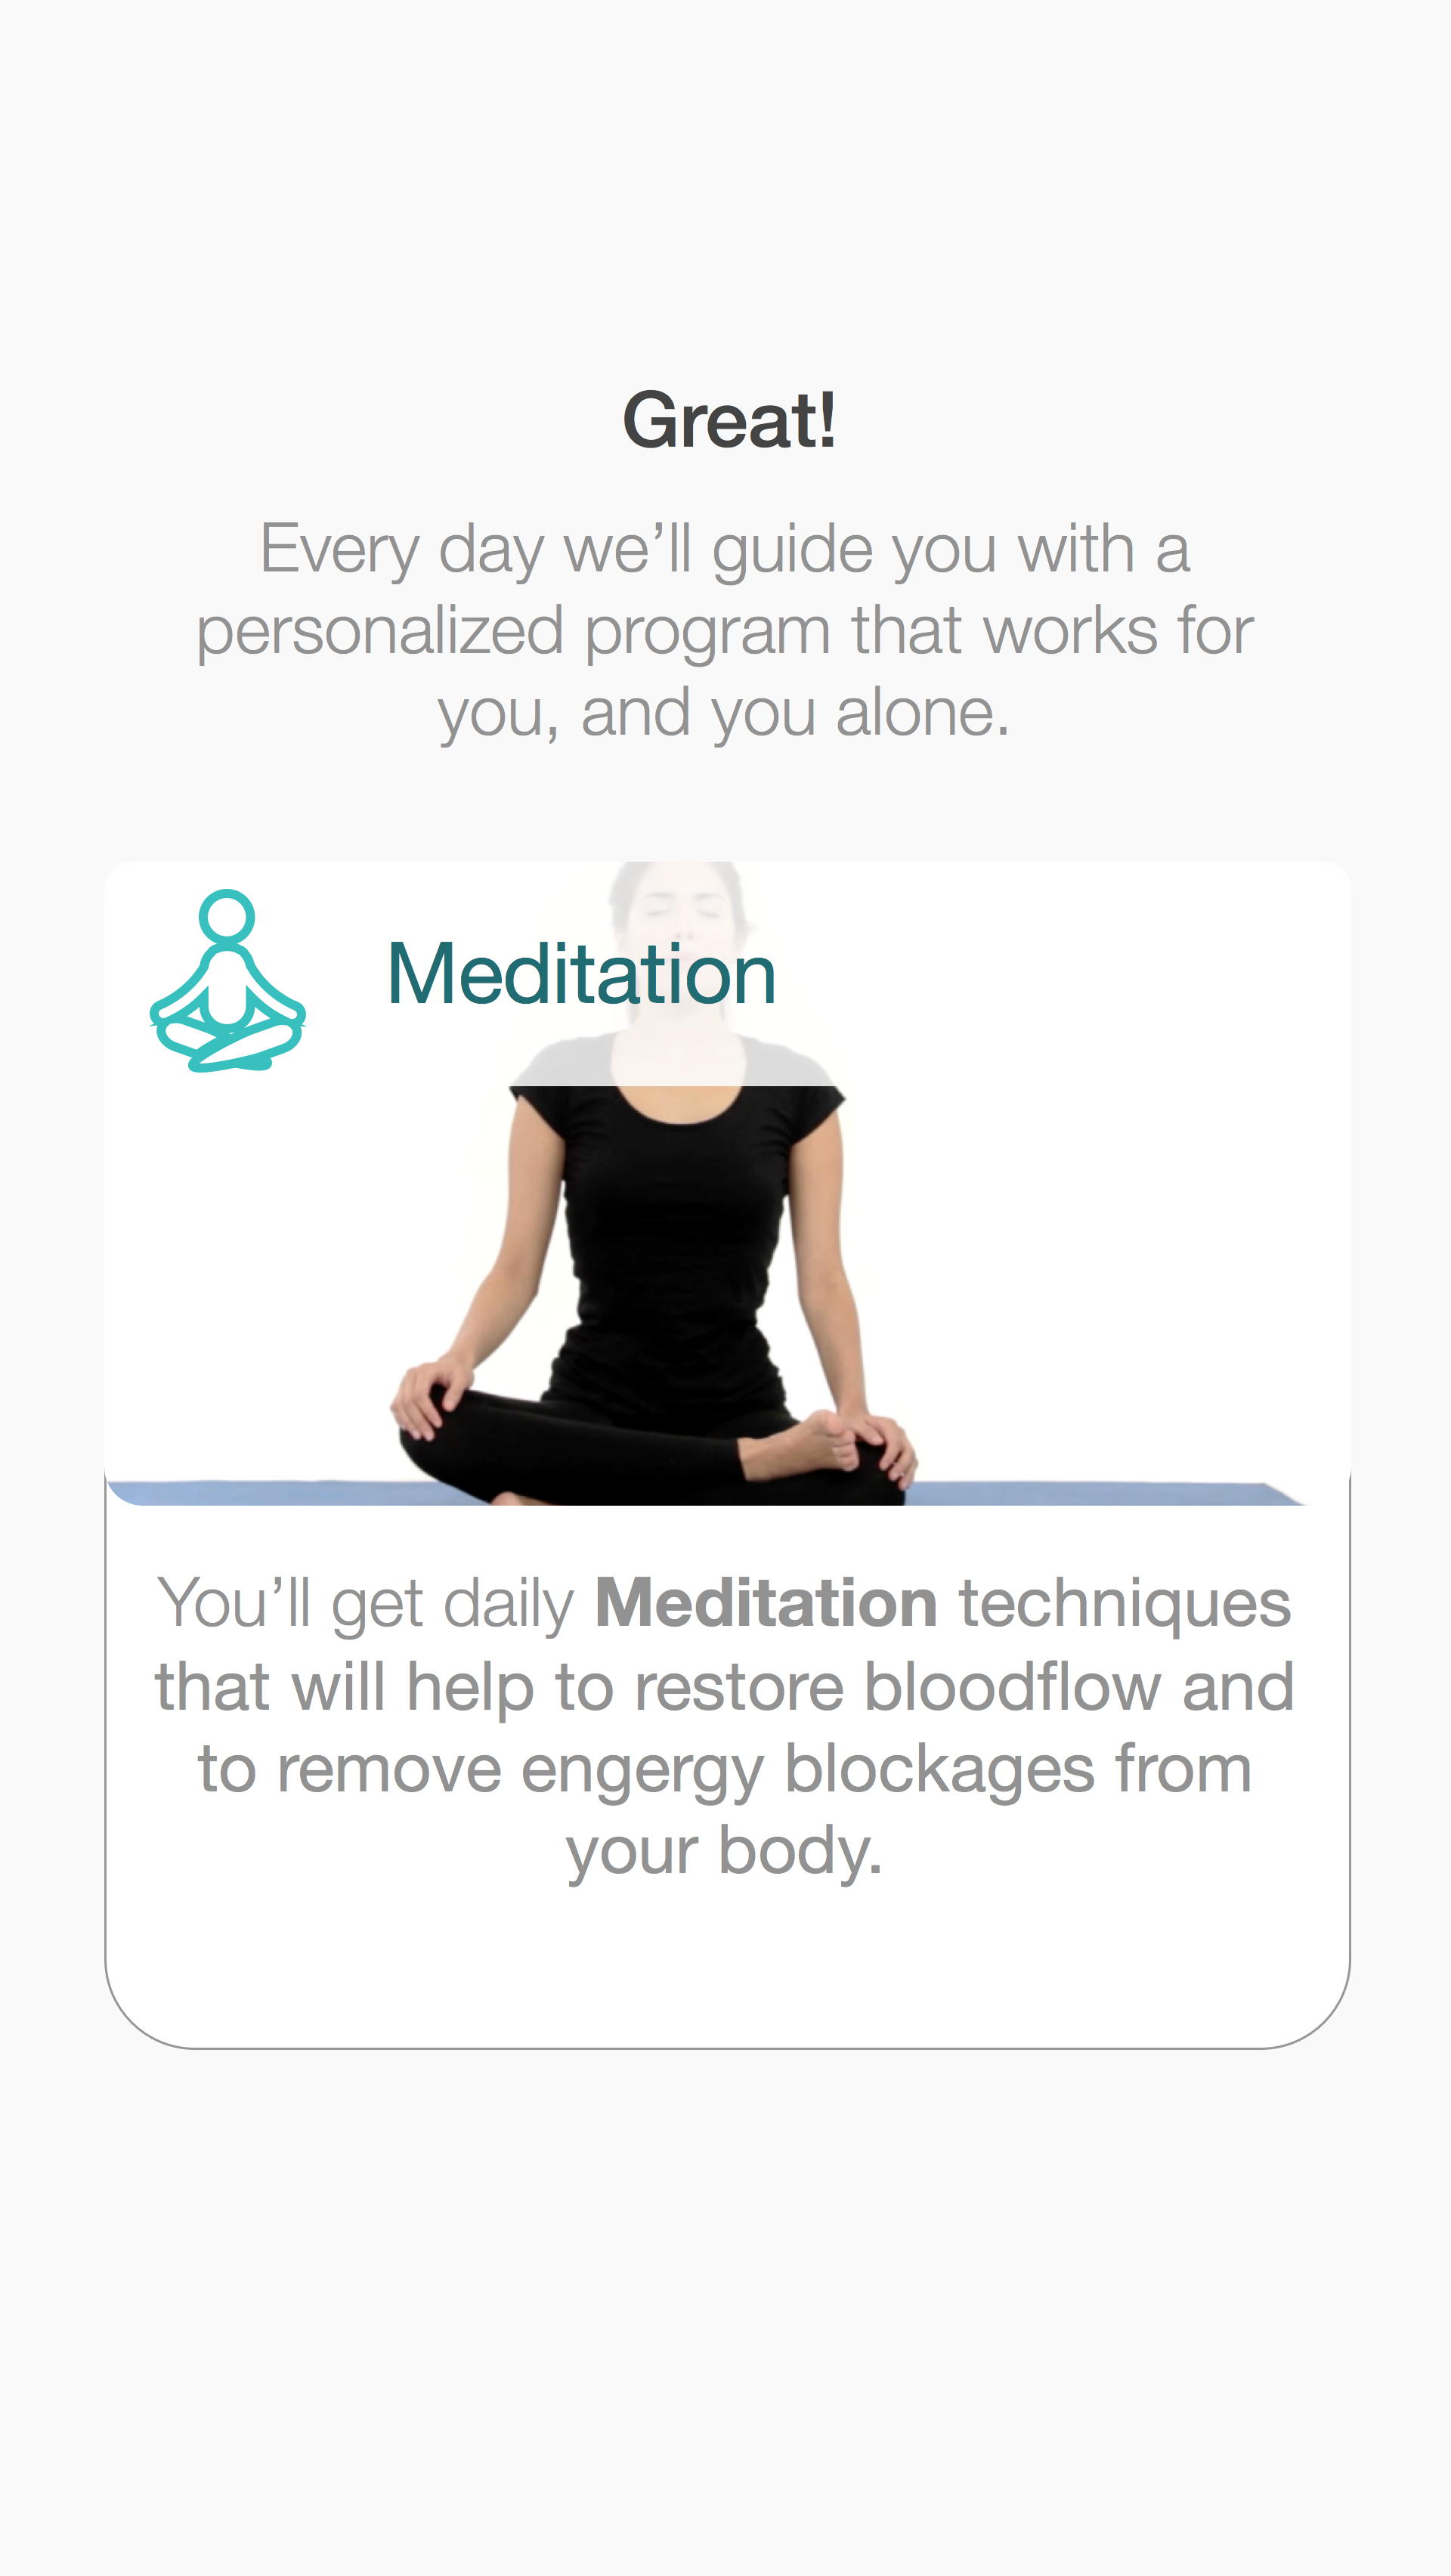 Great!
Every day we’ll guide you with a
personalized program that works for
you, and you alone.
Meditation
You’ll get daily Meditation techniques
that will help to restore bloodflow and
to remove engergy blockages from
your body.